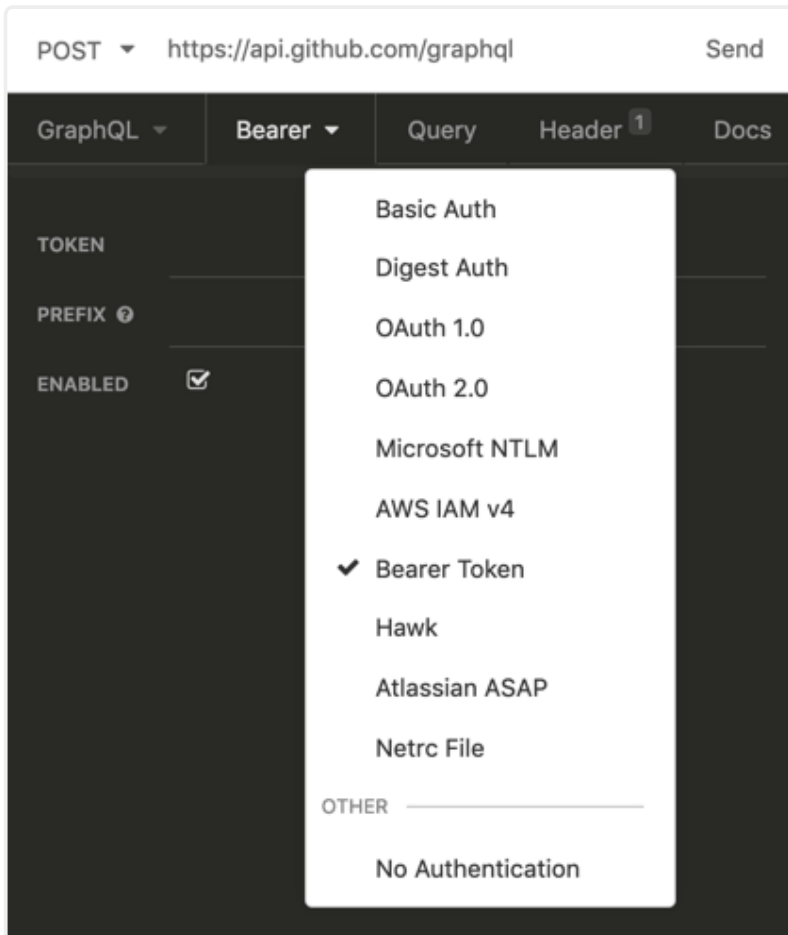 POST https://api.github.com/graphql Send
GraphQL Bearer Query Header 1 Docs
TOKEN
PREFIX
ENABLED
Basic Auth
Digest Auth
OAuth 1.0
OAuth 2.0
Microsoft NTLM
AWS IAM v4
Bearer Token
Hawk
Atlassian ASAP
Netrc File
OTHER
No Authentication